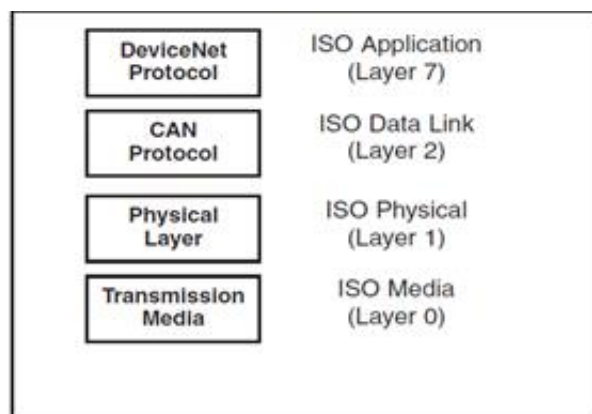 DeviceNet
Protocol
ISO Application
(Layer 7)
CAN
Protocol
ISO Data Link
(Layer 2)
Physical
Layer
ISO Physical
(Layer 1)
Transmission
Media
ISO Media
(Layer 0)